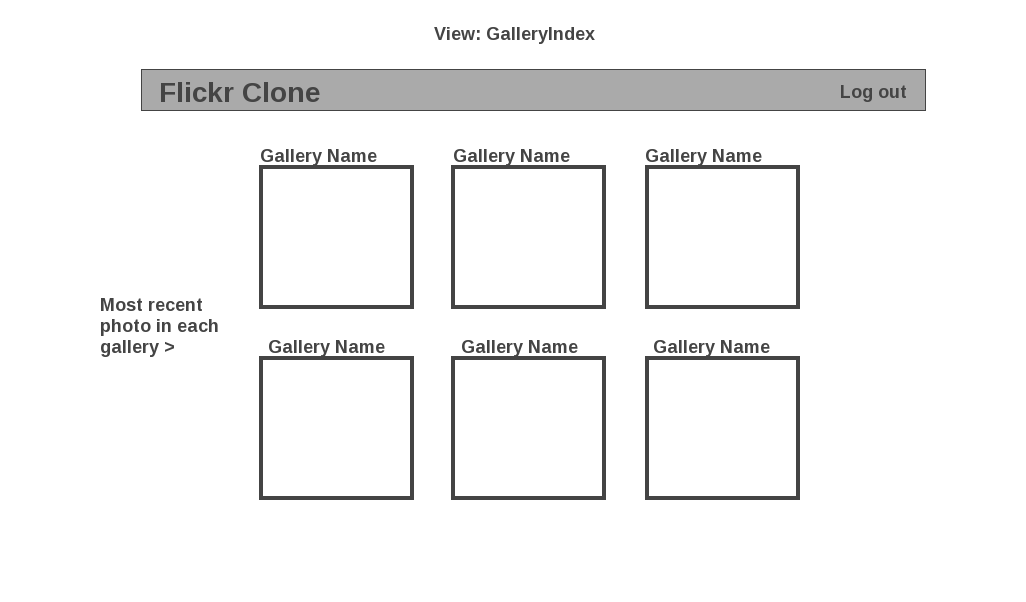 View: GalleryIndex
Flickr Clone
Log out
Gallery Name
Gallery Name
Gallery Name
Most recent
photo in each
gallery >
Gallery Name
Gallery Name
Gallery Name